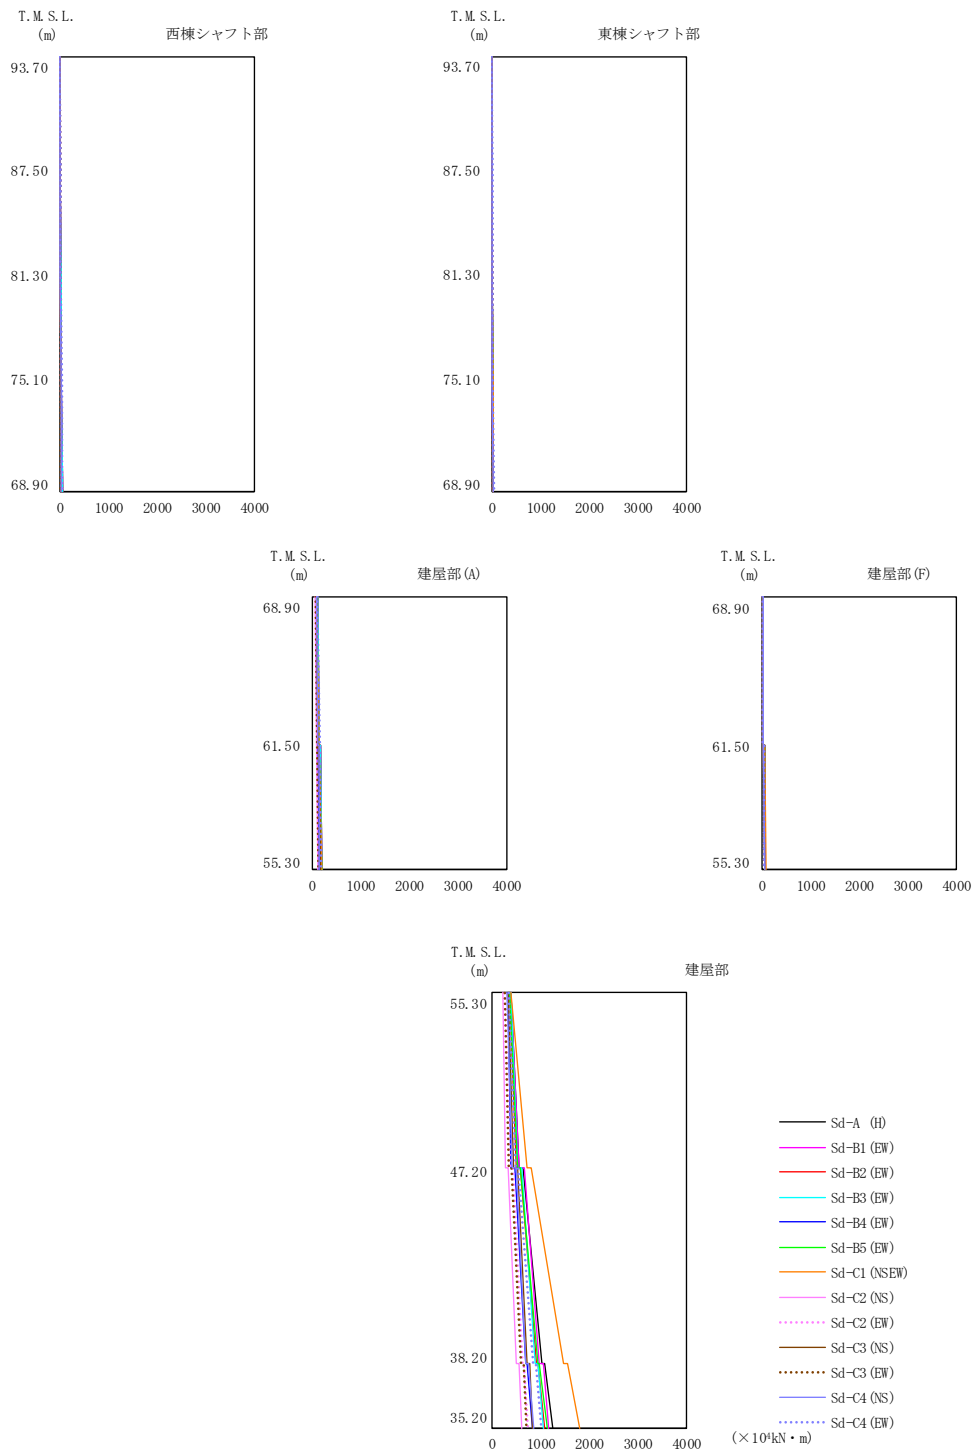 T.M.S.L.
(m)
西棟シャフト部
93.70
87.50
81.30
75.10
68.90
0 1000 2000 3000 4000
T.M.S.L.
(m)
東棟シャフト部
93.70
87.50
81.30
75.10
68.90
0 1000 2000 3000 4000
T.M.S.L.
(m)
建屋部(A)
68.90
61.50
55.30
0 1000 2000 3000 4000
T.M.S.L.
(m)
建屋部(F)
68.90
61.50
55.30
0 1000 2000 3000 4000
T.M.S.L.
(m)
建屋部
55.30
47.20
38.20
35.20
0 1000 2000 3000 4000
(×10⁴kN・m)
Sd-A (H)
Sd-B1(EW)
Sd-B2(EW)
Sd-B3(EW)
Sd-B4(EW)
Sd-B5(EW)
Sd-C1(NSEW)
Sd-C2(NS)
Sd-C2(EW)
Sd-C3(NS)
Sd-C3(EW)
Sd-C4(NS)
Sd-C4(EW)